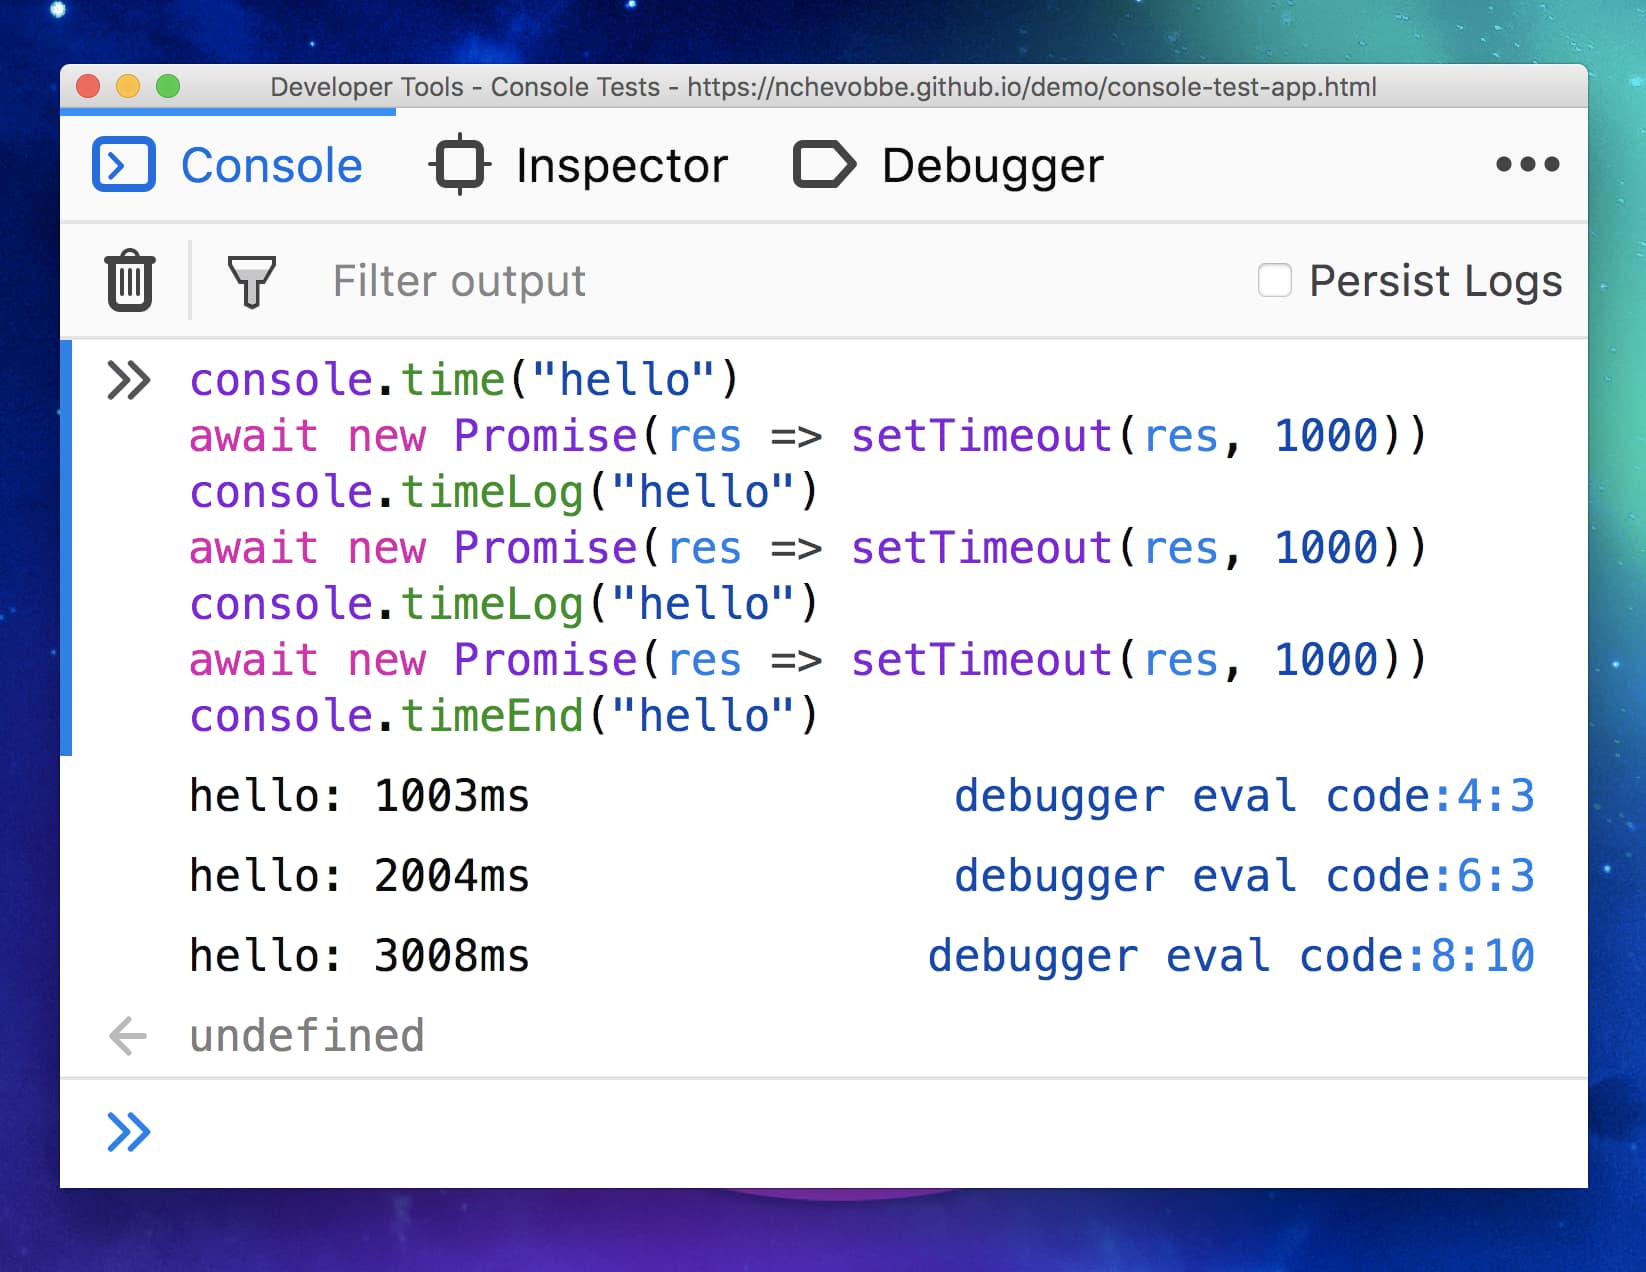 Developer Tools - Console Tests - https://nchevobbe.github.io/demo/console-test-app.html
Console Inspector Debugger
Filter output Persist Logs
console.time("hello")
await new Promise(res => setTimeout(res, 1000))
console.timeLog("hello")
await new Promise(res => setTimeout(res, 1000))
console.timeLog("hello")
await new Promise(res => setTimeout(res, 1000))
console.timeEnd("hello")
hello: 1003ms debugger eval code:4:3
hello: 2004ms debugger eval code:6:3
hello: 3008ms debugger eval code:8:10
undefined